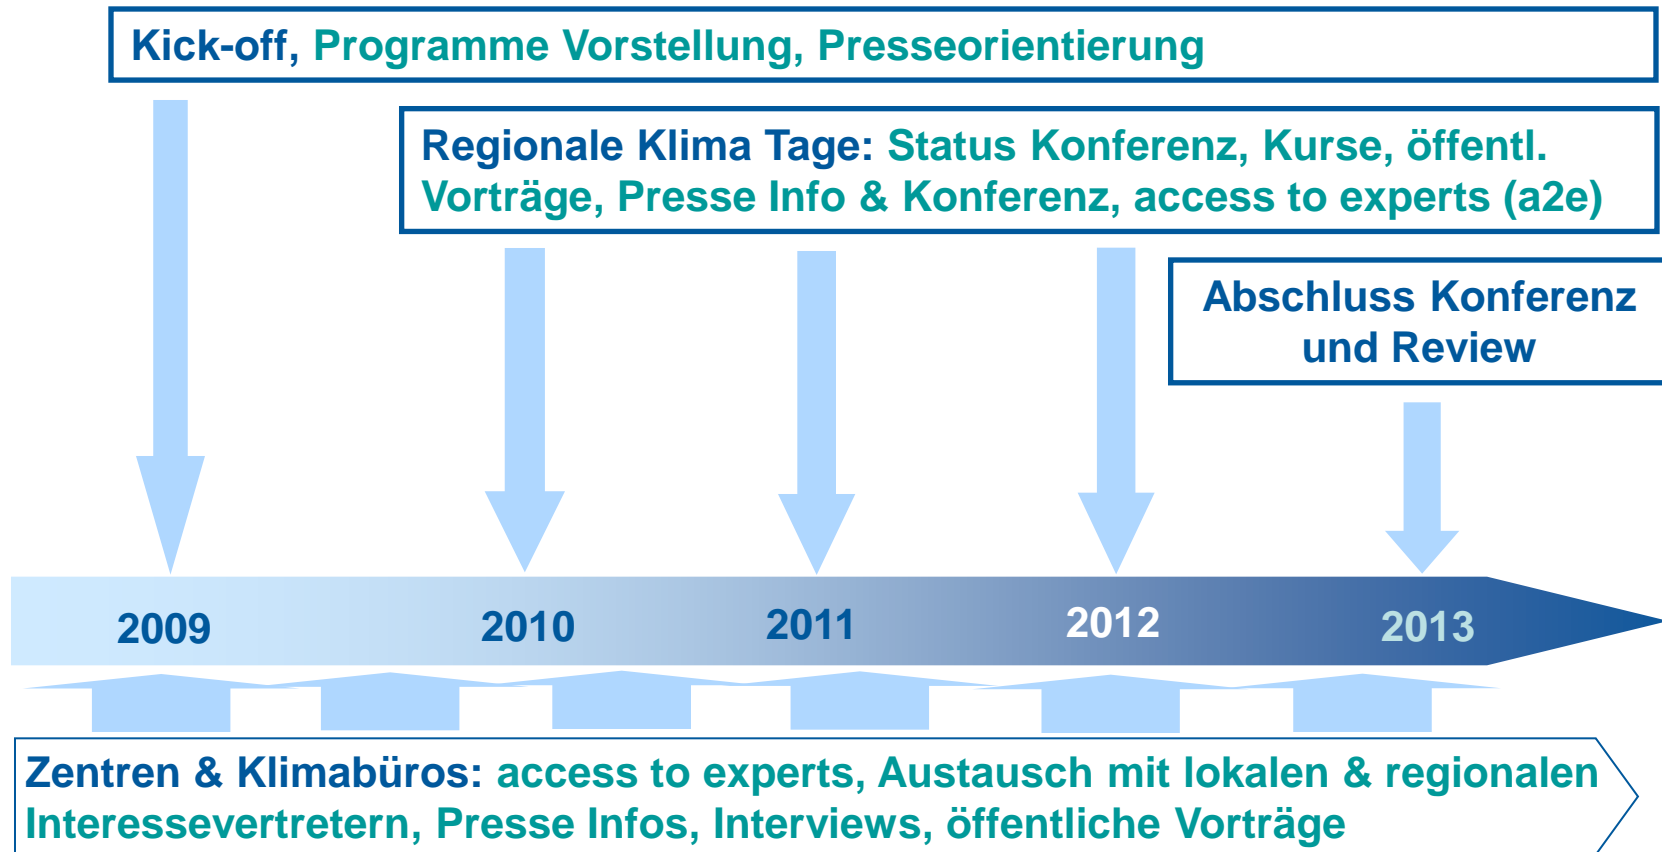 Kick-off, Programme Vorstellung, Presseorientierung
Regionale Klima Tage: Status Konferenz, Kurse, öffentl.
Vorträge, Presse Info & Konferenz, access to experts (a2e)
Abschluss Konferenz
und Review
2009
2010
2011
2012
2013
Zentren & Klimabüros: access to experts, Austausch mit lokalen & regionalen
Interessevertretern, Presse Infos, Interviews, öffentliche Vorträge